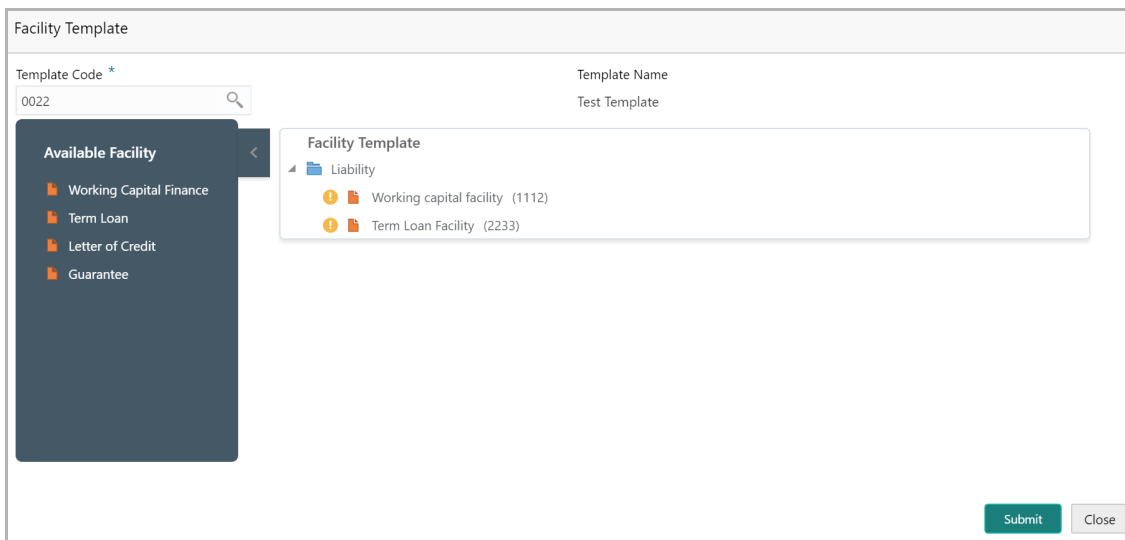 Facility Template
Template Code *
Template Name
0022
Test Template
Available Facility
Working Capital Finance
Term Loan
Letter of Credit
Guarantee
Facility Template
Liability
Working capital facility (1112)
Term Loan Facility (2233)
Submit
Close